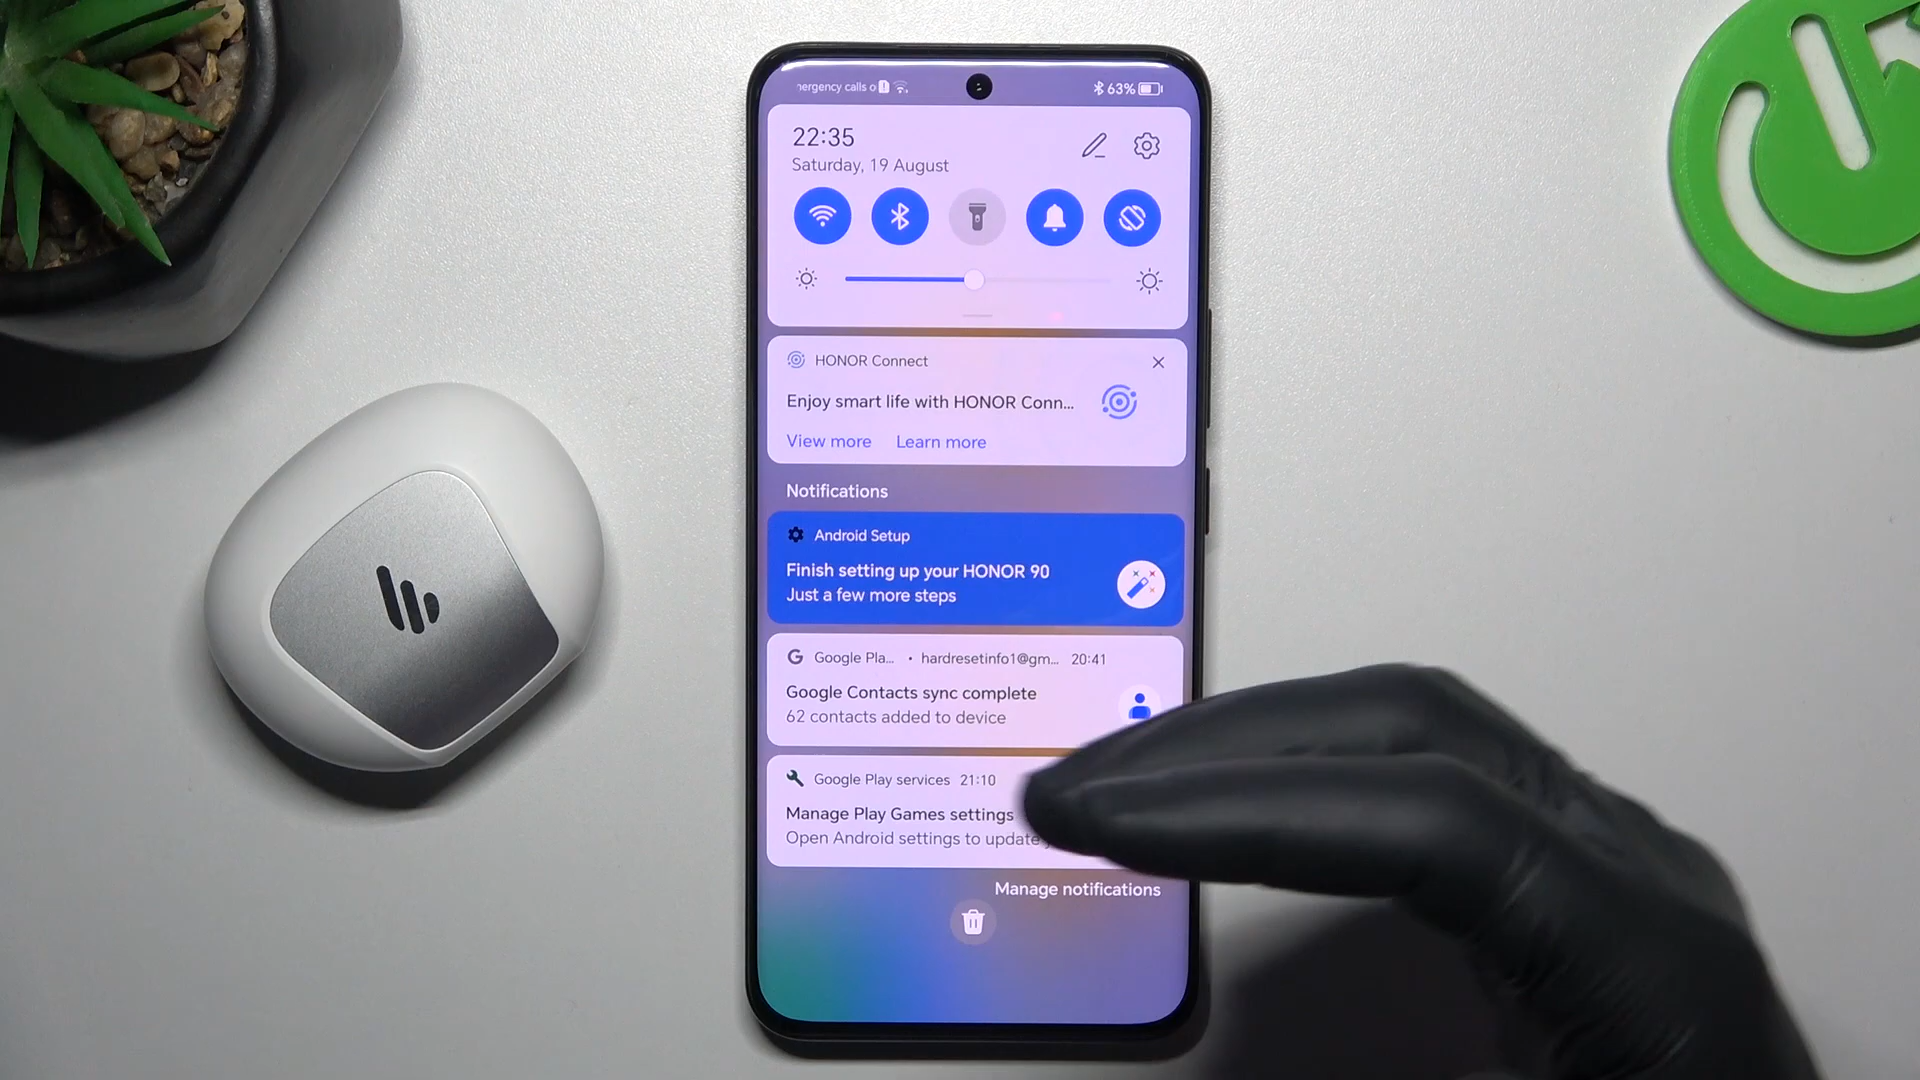 nergency calls o
63%
22:35
Saturday, 19 August
HONOR Connect
Enjoy smart life with HONOR Conn...
View more Learn more
Notifications
Android Setup
Finish setting up your HONOR 90
Just a few more steps
Google Pla... • hardresetinfo1@gm... 20:41
Google Contacts sync complete
62 contacts added to device
Google Play services 21:10
Manage Play Games settings
Open Android settings to update
Manage notifications